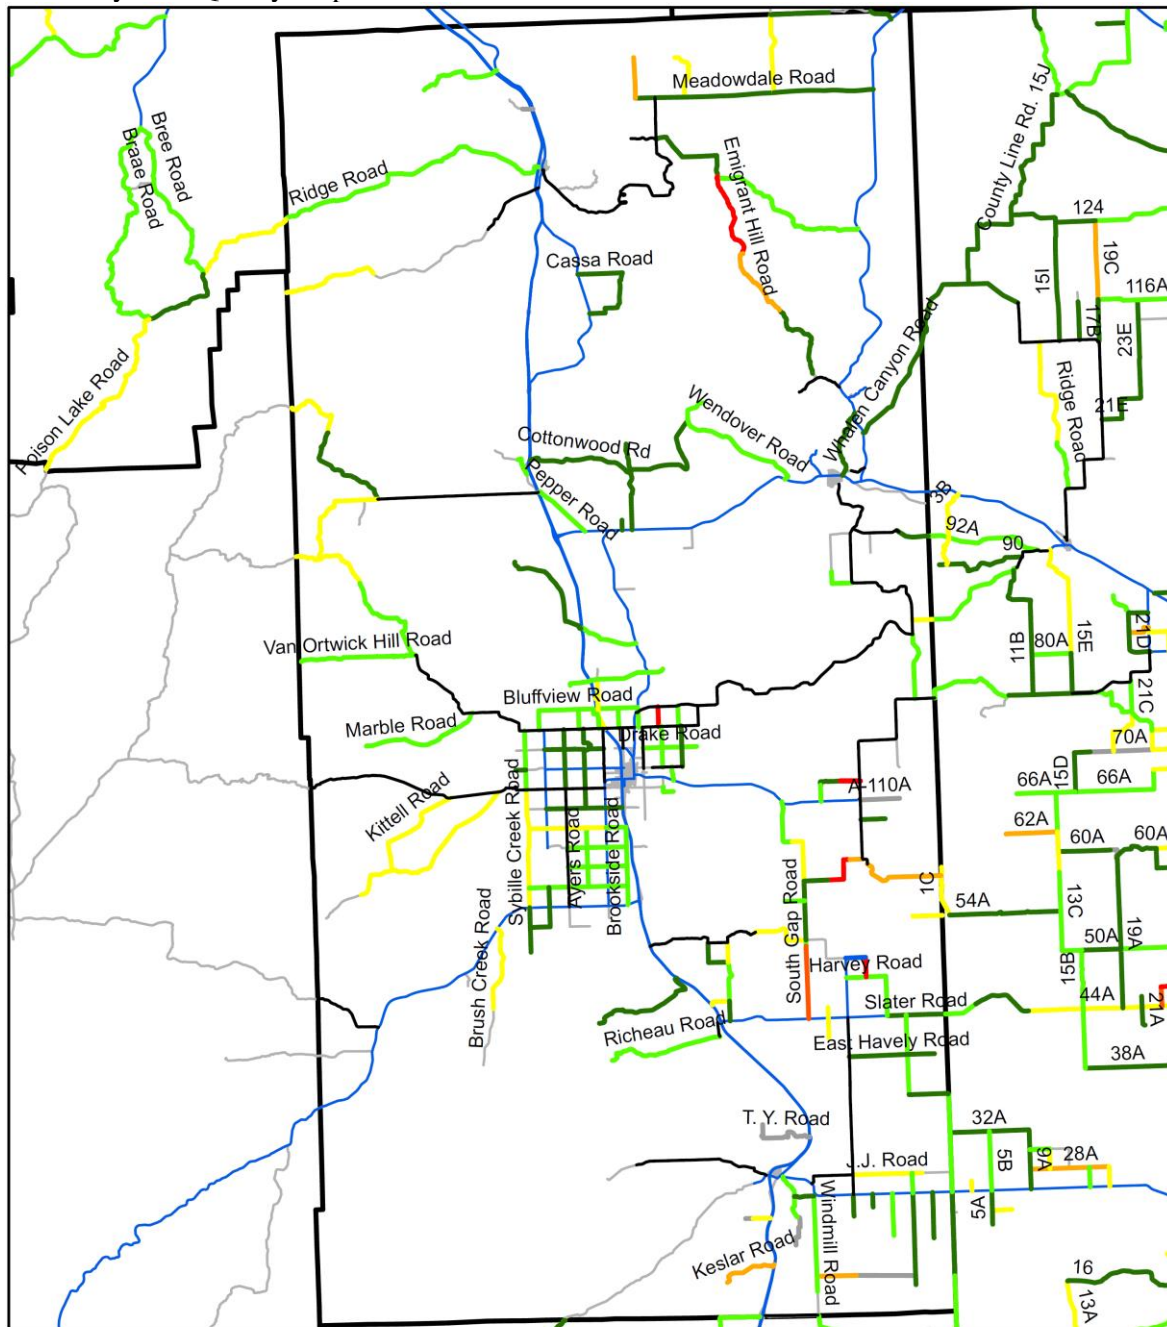 Meadowdale Road
County Line Rd. 15J
Bree Road
Braae Road
Emigrant Hill Road
Ridge Road
124
19C
Cassa Road
15I
116A
17B
23E
Poison Lake Road
Whalen Canyon Road
Ridge Road
21E
Wendover Road
Cottonwood Rd
Pepper Road
3B
92A
90
21D
Van Ortwick Hill Road
11B
80A
15E
21C
Bluffview Road
Marble Road
Drake Road
70A
15D
66A
66A
A-110A
Kittell Road
62A
60A
60A
Sybille Creek Road
Ayers Road
Brookside Road
1C
54A
13C
19A
South Gap Road
50A
Brush Creek Road
Harvey Road
15B
44A
21A
Slater Road
Richeau Road
East Havely Road
38A
T. Y. Road
32A
5B
9A
28A
J.J. Road
5A
Windmill Road
Keslar Road
16
13A